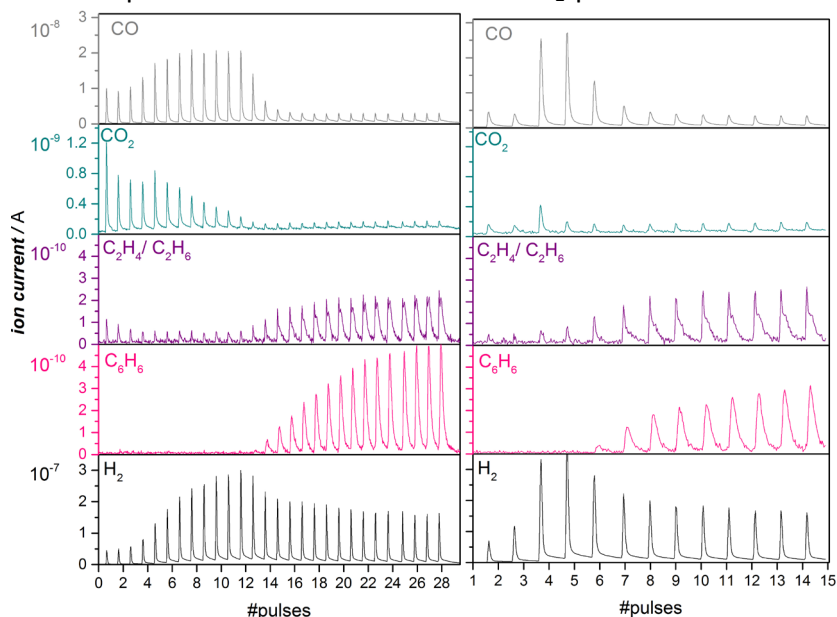 10⁻⁸
3
2
1
0
CO
CO
10⁻⁹
1.2
0.8
0.4
0.0
CO₂
CO₂
10⁻¹⁰
4
3
2
1
0
C₂H₄/ C₂H₆
C₂H₄/ C₂H₆
ion current / A
10⁻¹⁰
4
3
2
1
0
C₆H₆
C₆H₆
10⁻⁷
3
2
1
0
H₂
H₂
0 2 4 6 8 10 12 14 16 18 20 22 24 26 28
1 2 3 4 5 6 7 8 9 10 11 12 13 14 15
#pulses
#pulses